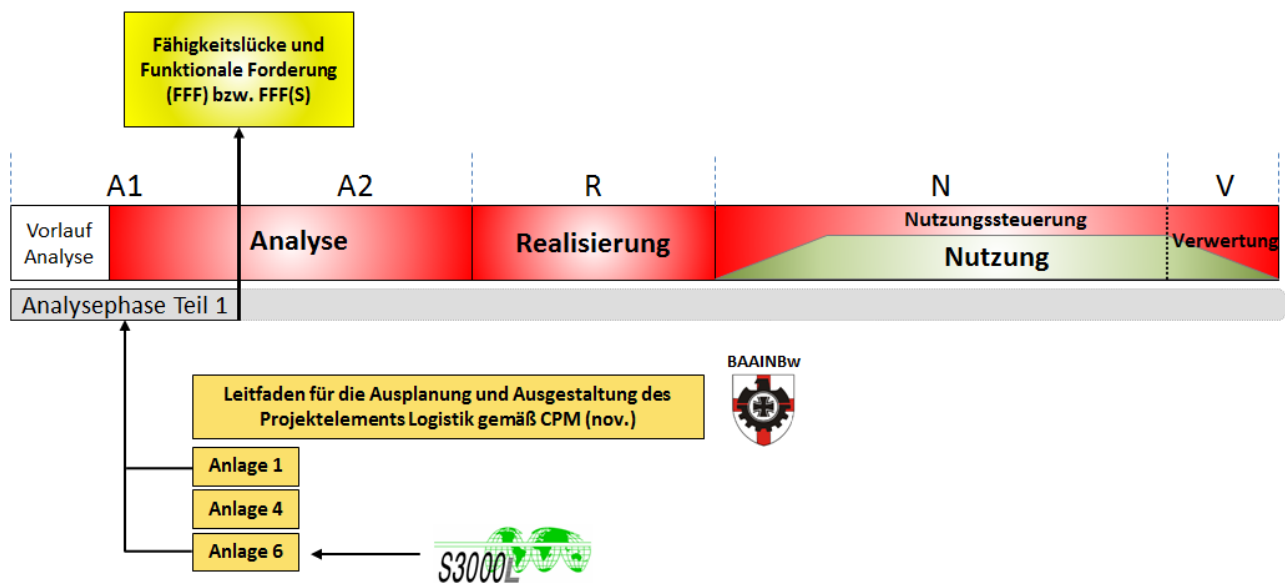 Fähigkeitslücke und
Funktionale Forderung
(FFF) bzw. FFF(S)
A1
A2
R
N
V
Vorlauf
Analyse
Analyse
Realisierung
Nutzungssteuerung
Nutzung
Verwertung
Analysephase Teil 1
Leitfaden für die Ausplanung und Ausgestaltung des
Projektelements Logistik gemäß CPM (nov.)
BAAINBw
Anlage 1
Anlage 4
Anlage 6
S3000L